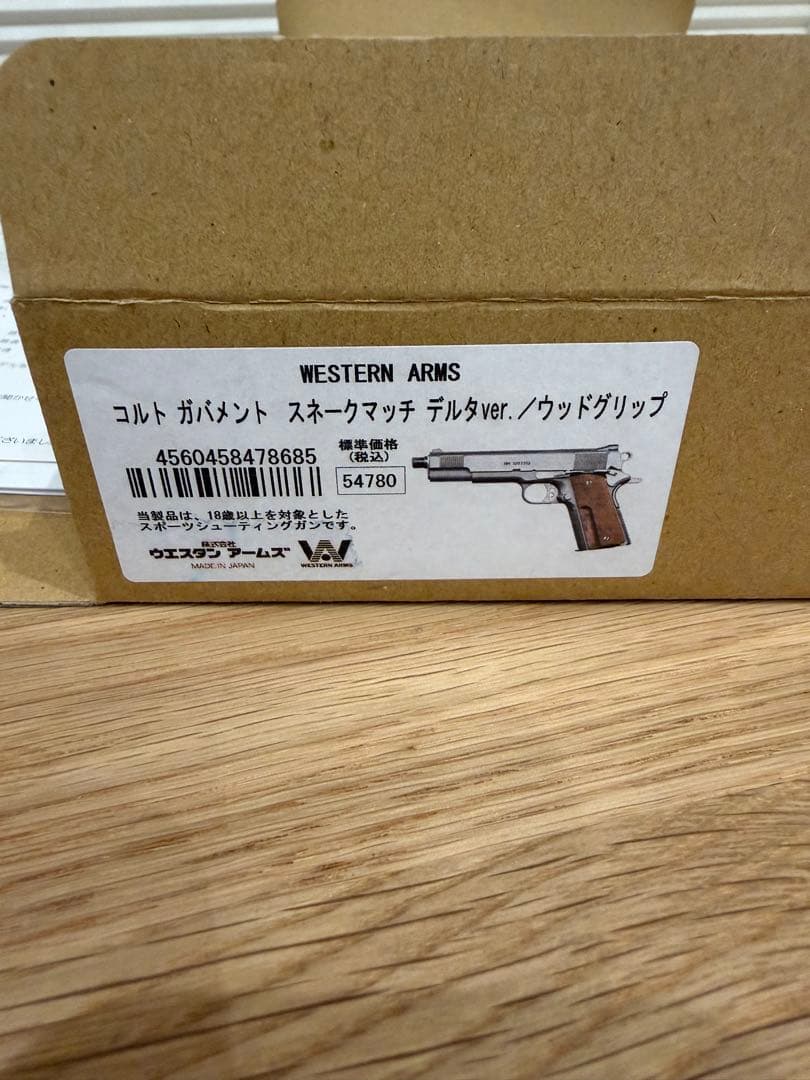 WESTERN ARMS
コルト ガバメント スネークマッチ デルタver.／ウッドグリップ
4560458478685
標準価格
(税込)
54780
当製品は、18歳以上を対象とした
スポーツシューティングガンです。
株式会社
ウエスタン アームズ
MADE IN JAPAN
W
WESTERN ARMS